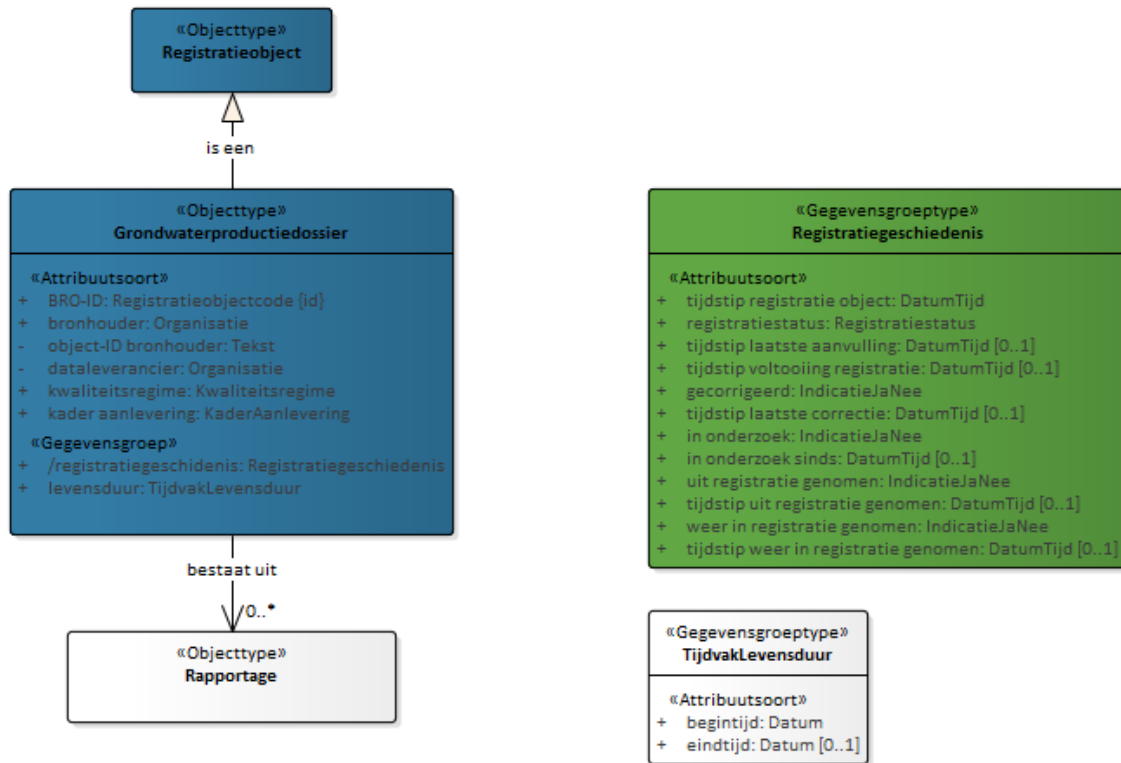 «Objecttype»
Registratieobject
is een
«Objecttype»
Grondwaterproductiedossier
«Attribuutsoort»
+ BRO-ID: Registratieobjectcode {id}
+ bronhouder: Organisatie
- object-ID bronhouder: Tekst
- dataleverancier: Organisatie
+ kwaliteitsregime: Kwaliteitsregime
+ kader aanlevering: KaderAanlevering
«Gegevensgroep»
+ /registratiegeschidenis: Registratiegeschiedenis
+ levensduur: TijdvakLevensduur
bestaat uit
0..*
«Objecttype»
Rapportage
«Gegevensgroeptype»
Registratiegeschiedenis
«Attribuutsoort»
+ tijdstip registratie object: DatumTijd
+ registratiestatus: Registratiestatus
+ tijdstip laatste aanvulling: DatumTijd [0..1]
+ tijdstip voltooiing registratie: DatumTijd [0..1]
+ gecorrigeerd: IndicatieJaNee
+ tijdstip laatste correctie: DatumTijd [0..1]
+ in onderzoek: IndicatieJaNee
+ in onderzoek sinds: DatumTijd [0..1]
+ uit registratie genomen: IndicatieJaNee
+ tijdstip uit registratie genomen: DatumTijd [0..1]
+ weer in registratie genomen: IndicatieJaNee
+ tijdstip weer in registratie genomen: DatumTijd [0..1]
«Gegevensgroeptype»
TijdvakLevensduur
«Attribuutsoort»
+ begintijd: Datum
+ eindtijd: Datum [0..1]